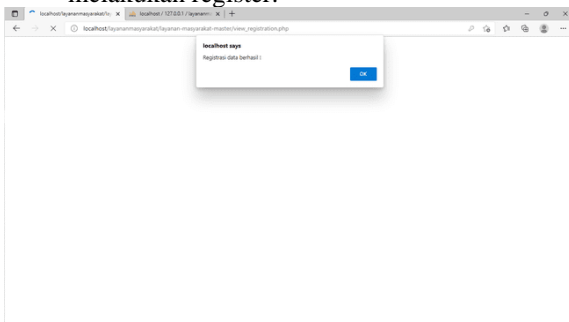 melakukan register.
localhost/layananmasyarakat/la
localhost / 127.0.0.1 / layananm
localhost/layananmasyarakat/layanan-masyarakat-master/view_registration.php
localhost says
Registrasi data berhasil :
OK